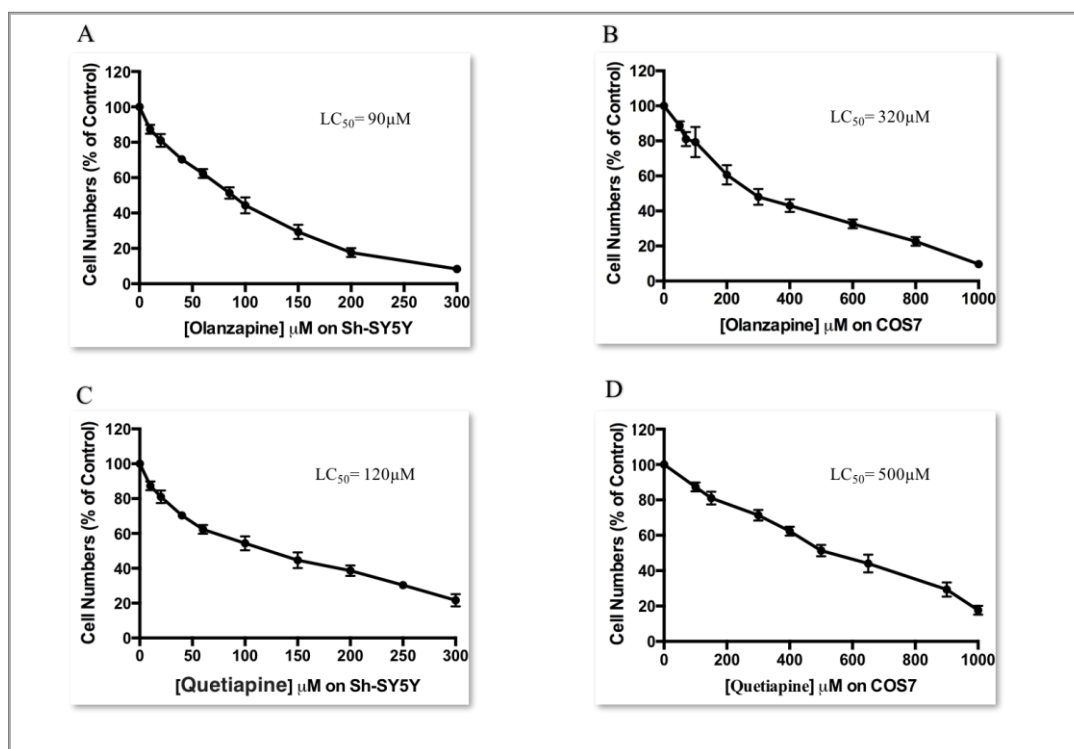 A
Cell Numbers (% of Control)
120
100
80
60
40
20
0
LC50= 90µM
0 50 100 150 200 250 300
[Olanzapine] µM on Sh-SY5Y
B
Cell Numbers (% of Control)
120
100
80
60
40
20
0
LC50= 320µM
0 200 400 600 800 1000
[Olanzapine] µM on COS7
C
Cell Numbers (% of Control)
120
100
80
60
40
20
0
LC50= 120µM
0 50 100 150 200 250 300
[Quetiapine] µM on Sh-SY5Y
D
Cell Numbers (% of Control)
120
100
80
60
40
20
0
LC50= 500µM
0 200 400 600 800 1000
[Quetiapine] µM on COS7